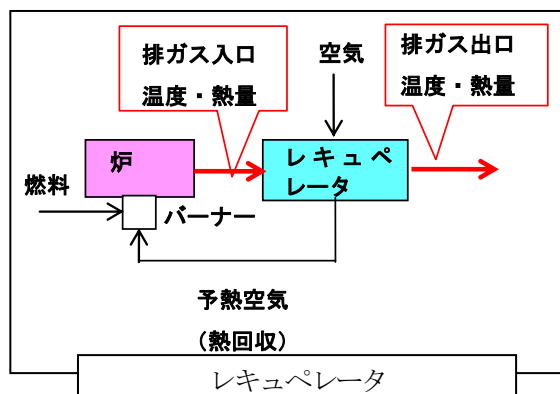 排ガス入口
温度・熱量
空気
排ガス出口
温度・熱量
炉
レキュペ
レータ
燃料
バーナー
予熱空気
(熱回収)
レキュペレータ